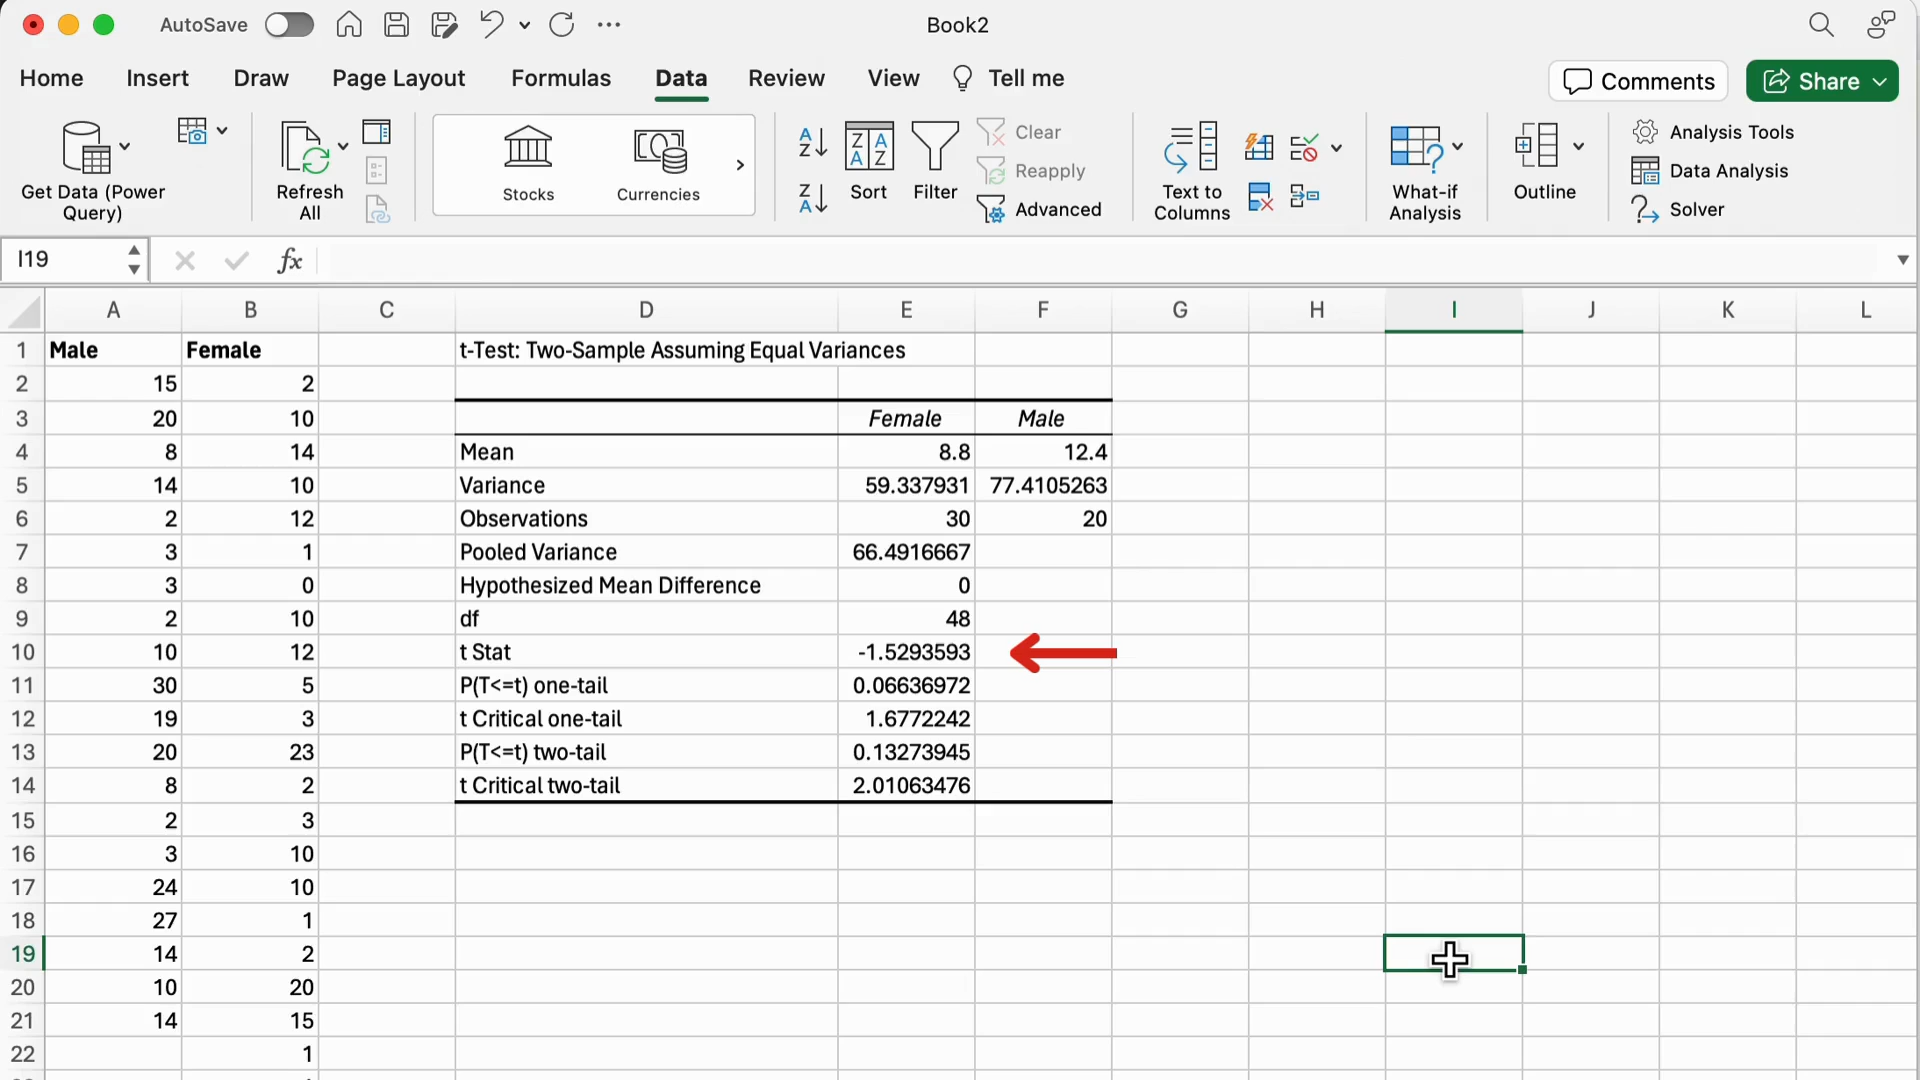 AutoSave
Book2
Home Insert Draw Page Layout Formulas Data Review View Tell me
Comments Share
Get Data (Power Query)
Refresh All
Stocks Currencies
Sort Filter
Clear
Reapply
Advanced
Text to Columns
What-if Analysis
Outline
Analysis Tools
Data Analysis
Solver
I19 fx
A B C D E F G H I J K L
1 Male Female t-Test: Two-Sample Assuming Equal Variances
2 15 2
3 20 10 Female Male
4 8 14 Mean 8.8 12.4
5 14 10 Variance 59.337931 77.4105263
6 2 12 Observations 30 20
7 3 1 Pooled Variance 66.4916667
8 3 0 Hypothesized Mean Difference 0
9 2 10 df 48
10 10 12 t Stat -1.5293593
11 30 5 P(T<=t) one-tail 0.06636972
12 19 3 t Critical one-tail 1.6772242
13 20 23 P(T<=t) two-tail 0.13273945
14 8 2 t Critical two-tail 2.01063476
15 2 3
16 3 10
17 24 10
18 27 1
19 14 2
20 10 20
21 14 15
22 1